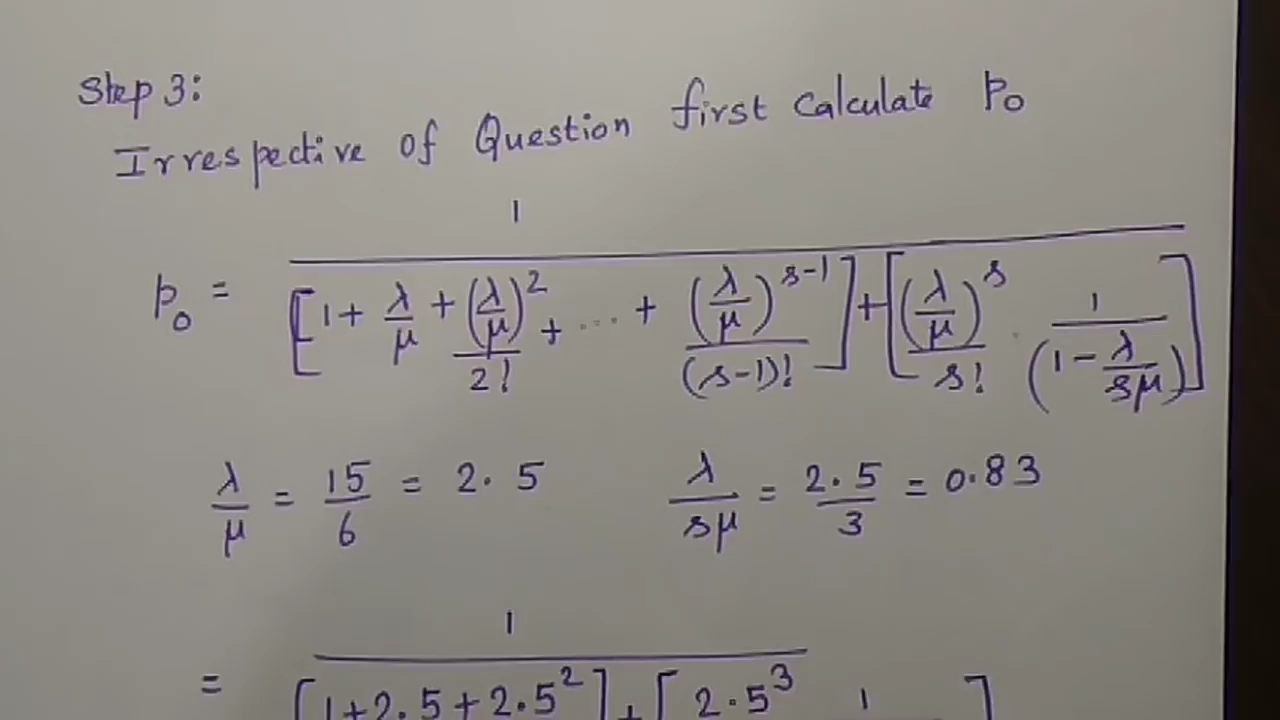 Step 3:
Irrespective of Question first Calculate P₀
P₀ = 1 / [1 + λ/μ + (λ/μ)²/2! + ... + (λ/μ)^(s-1)/(s-1)!] + [(λ/μ)^s/s! · 1/(1 - λ/sμ)]
λ/μ = 15/6 = 2.5    λ/sμ = 2.5/3 = 0.83
= 1 / [1+2.5+2.5²] + [2.5³ 1]